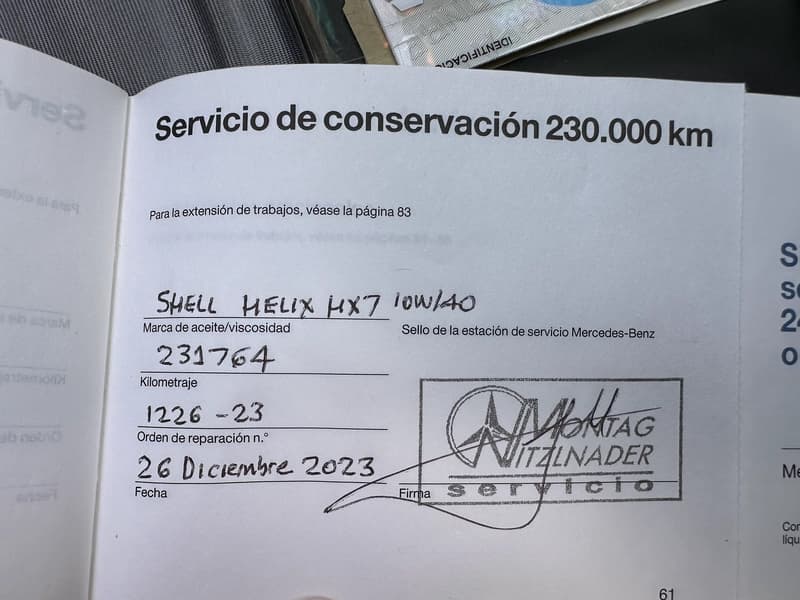 IDENTIFICACIÓ
Servicio de conservación 230.000 km
Para la extensión de trabajos, véase la página 83
SHELL HELIX HX7 10W/40
Marca de aceite/viscosidad
Sello de la estación de servicio Mercedes-Benz
231764
Kilometraje
1226 - 23
Orden de reparación n.°
26 Diciembre 2023
Fecha
Firma
MONTAG
NITZLNADER
servicio
61